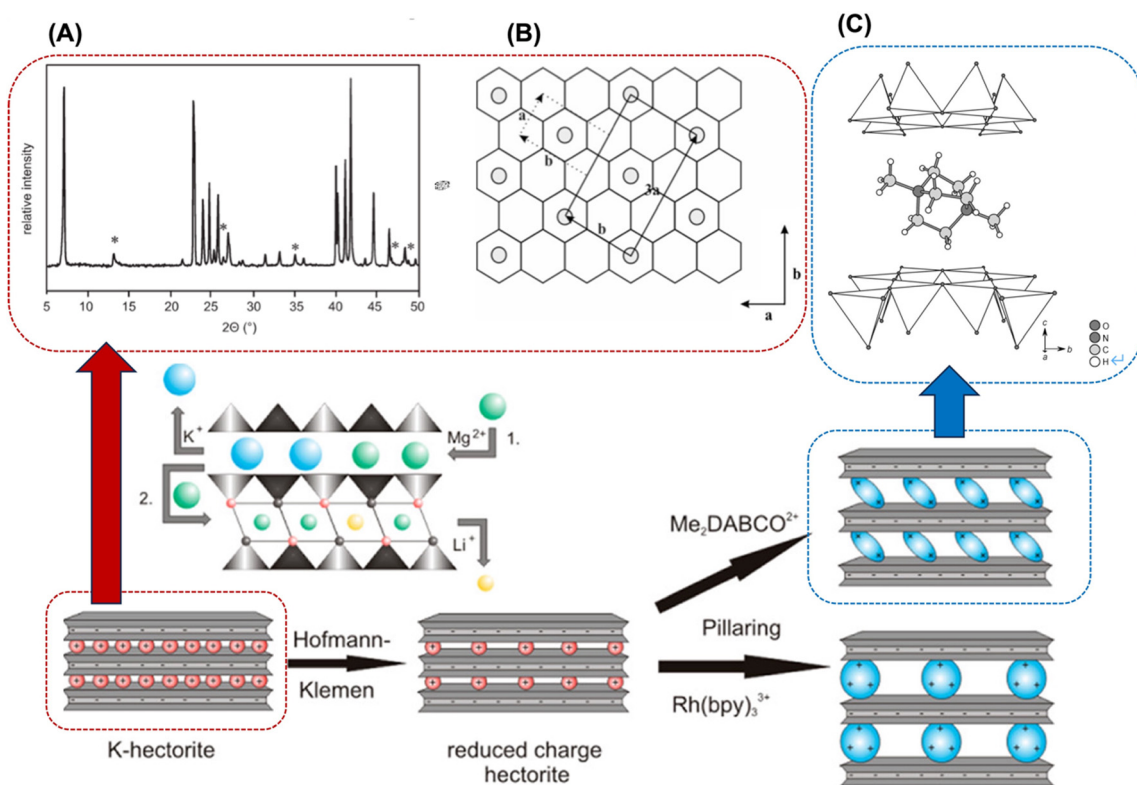 (A)
(B)
(C)
relative intensity
*
*
*
*
*
5
10
15
20
25
30
35
40
45
50
2Θ (°)
a
b
3a
b
b
a
c
a
b
O
N
C
H
K⁺
Mg²⁺
1.
2.
Li⁺
Me₂DABCO²⁺
Hofmann-
Klemen
Pillaring
Rh(bpy)₃³⁺
K-hectorite
reduced charge
hectorite